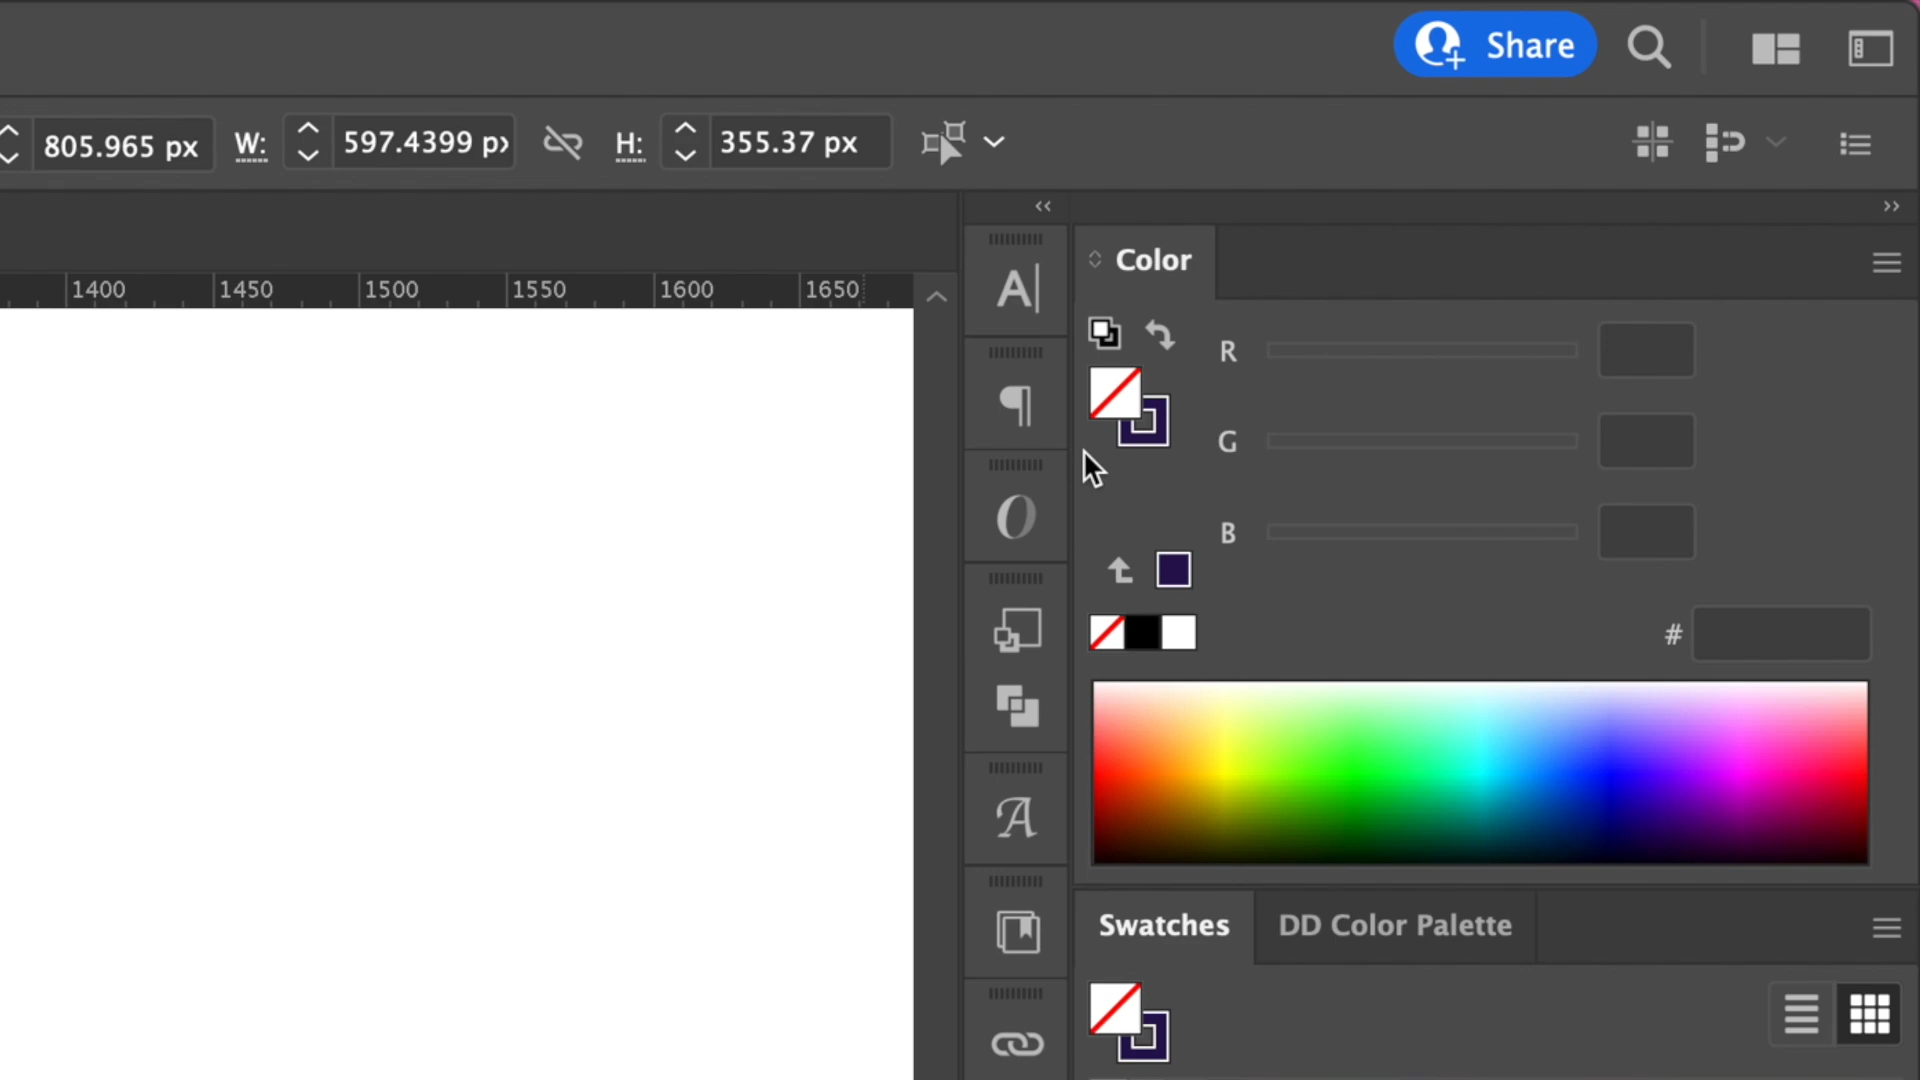 Share
805.965 px W: 597.4399 px H: 355.37 px
Color
1400 1450 1500 1550 1600 1650
R
G
B
#
Swatches DD Color Palette